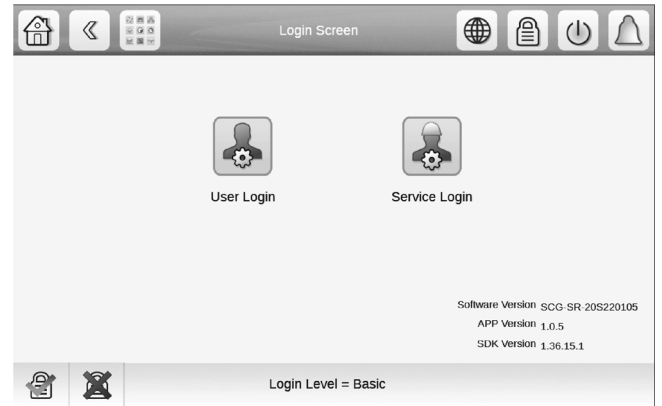 Login Screen
User Login
Service Login
Software Version SCG-SR-20S220105
APP Version 1.0.5
SDK Version 1.36.15.1
Login Level = Basic